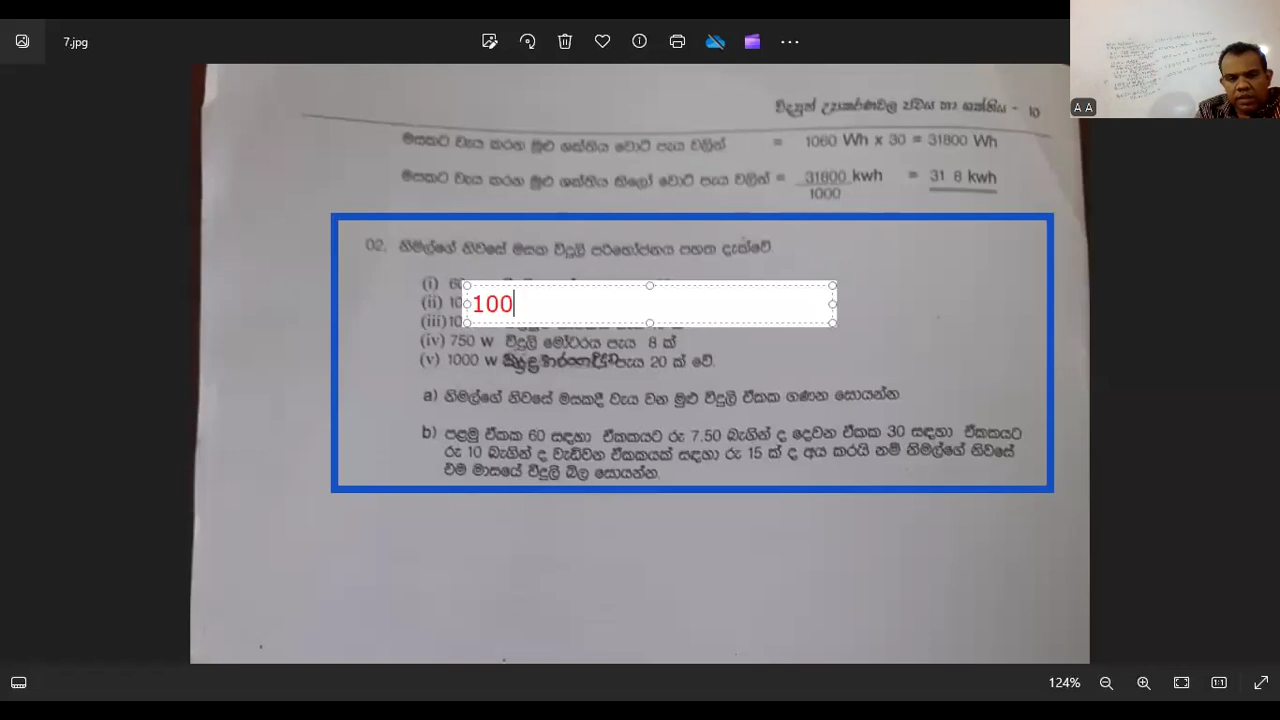 7.jpg
A A
විදුලි උපකරණවල ජවය හා ශක්තිය - 10
මසකට වැය කරන මුළු ශක්තිය වොට් පැය වලින් = 1060 Wh x 30 = 31800 Wh
මසකට වැය කරන මුළු ශක්තිය කිලෝ වොට් පැය වලින් = 31800 kwh = 31 8 kwh
1000
02. නිමල්ගේ නිවසේ මසක විදුලි පරිභෝජනය පහත දැක්වේ
(i) 60
(ii) 10
100
(iii) 10
(iv) 750 w විදුලි මෝටරය පැය 8 ක්
(v) 1000 w පැය 20 ක් වේ.
a) නිමල්ගේ නිවසේ මසකදී වැය වන මුළු විදුලි ඒකක ගණන සොයන්න
b) පළමු ඒකක 60 සඳහා ඒකකයට රු 7.50 බැගින් ද දෙවන ඒකක 30 සඳහා ඒකකයට
රු 10 බැගින් ද වැඩිවන ඒකකයක් සඳහා රු 15 ක් ද අය කරයි නම් නිමල්ගේ නිවසේ
එම මාසයේ විදුලි බිල සොයන්න.
124%